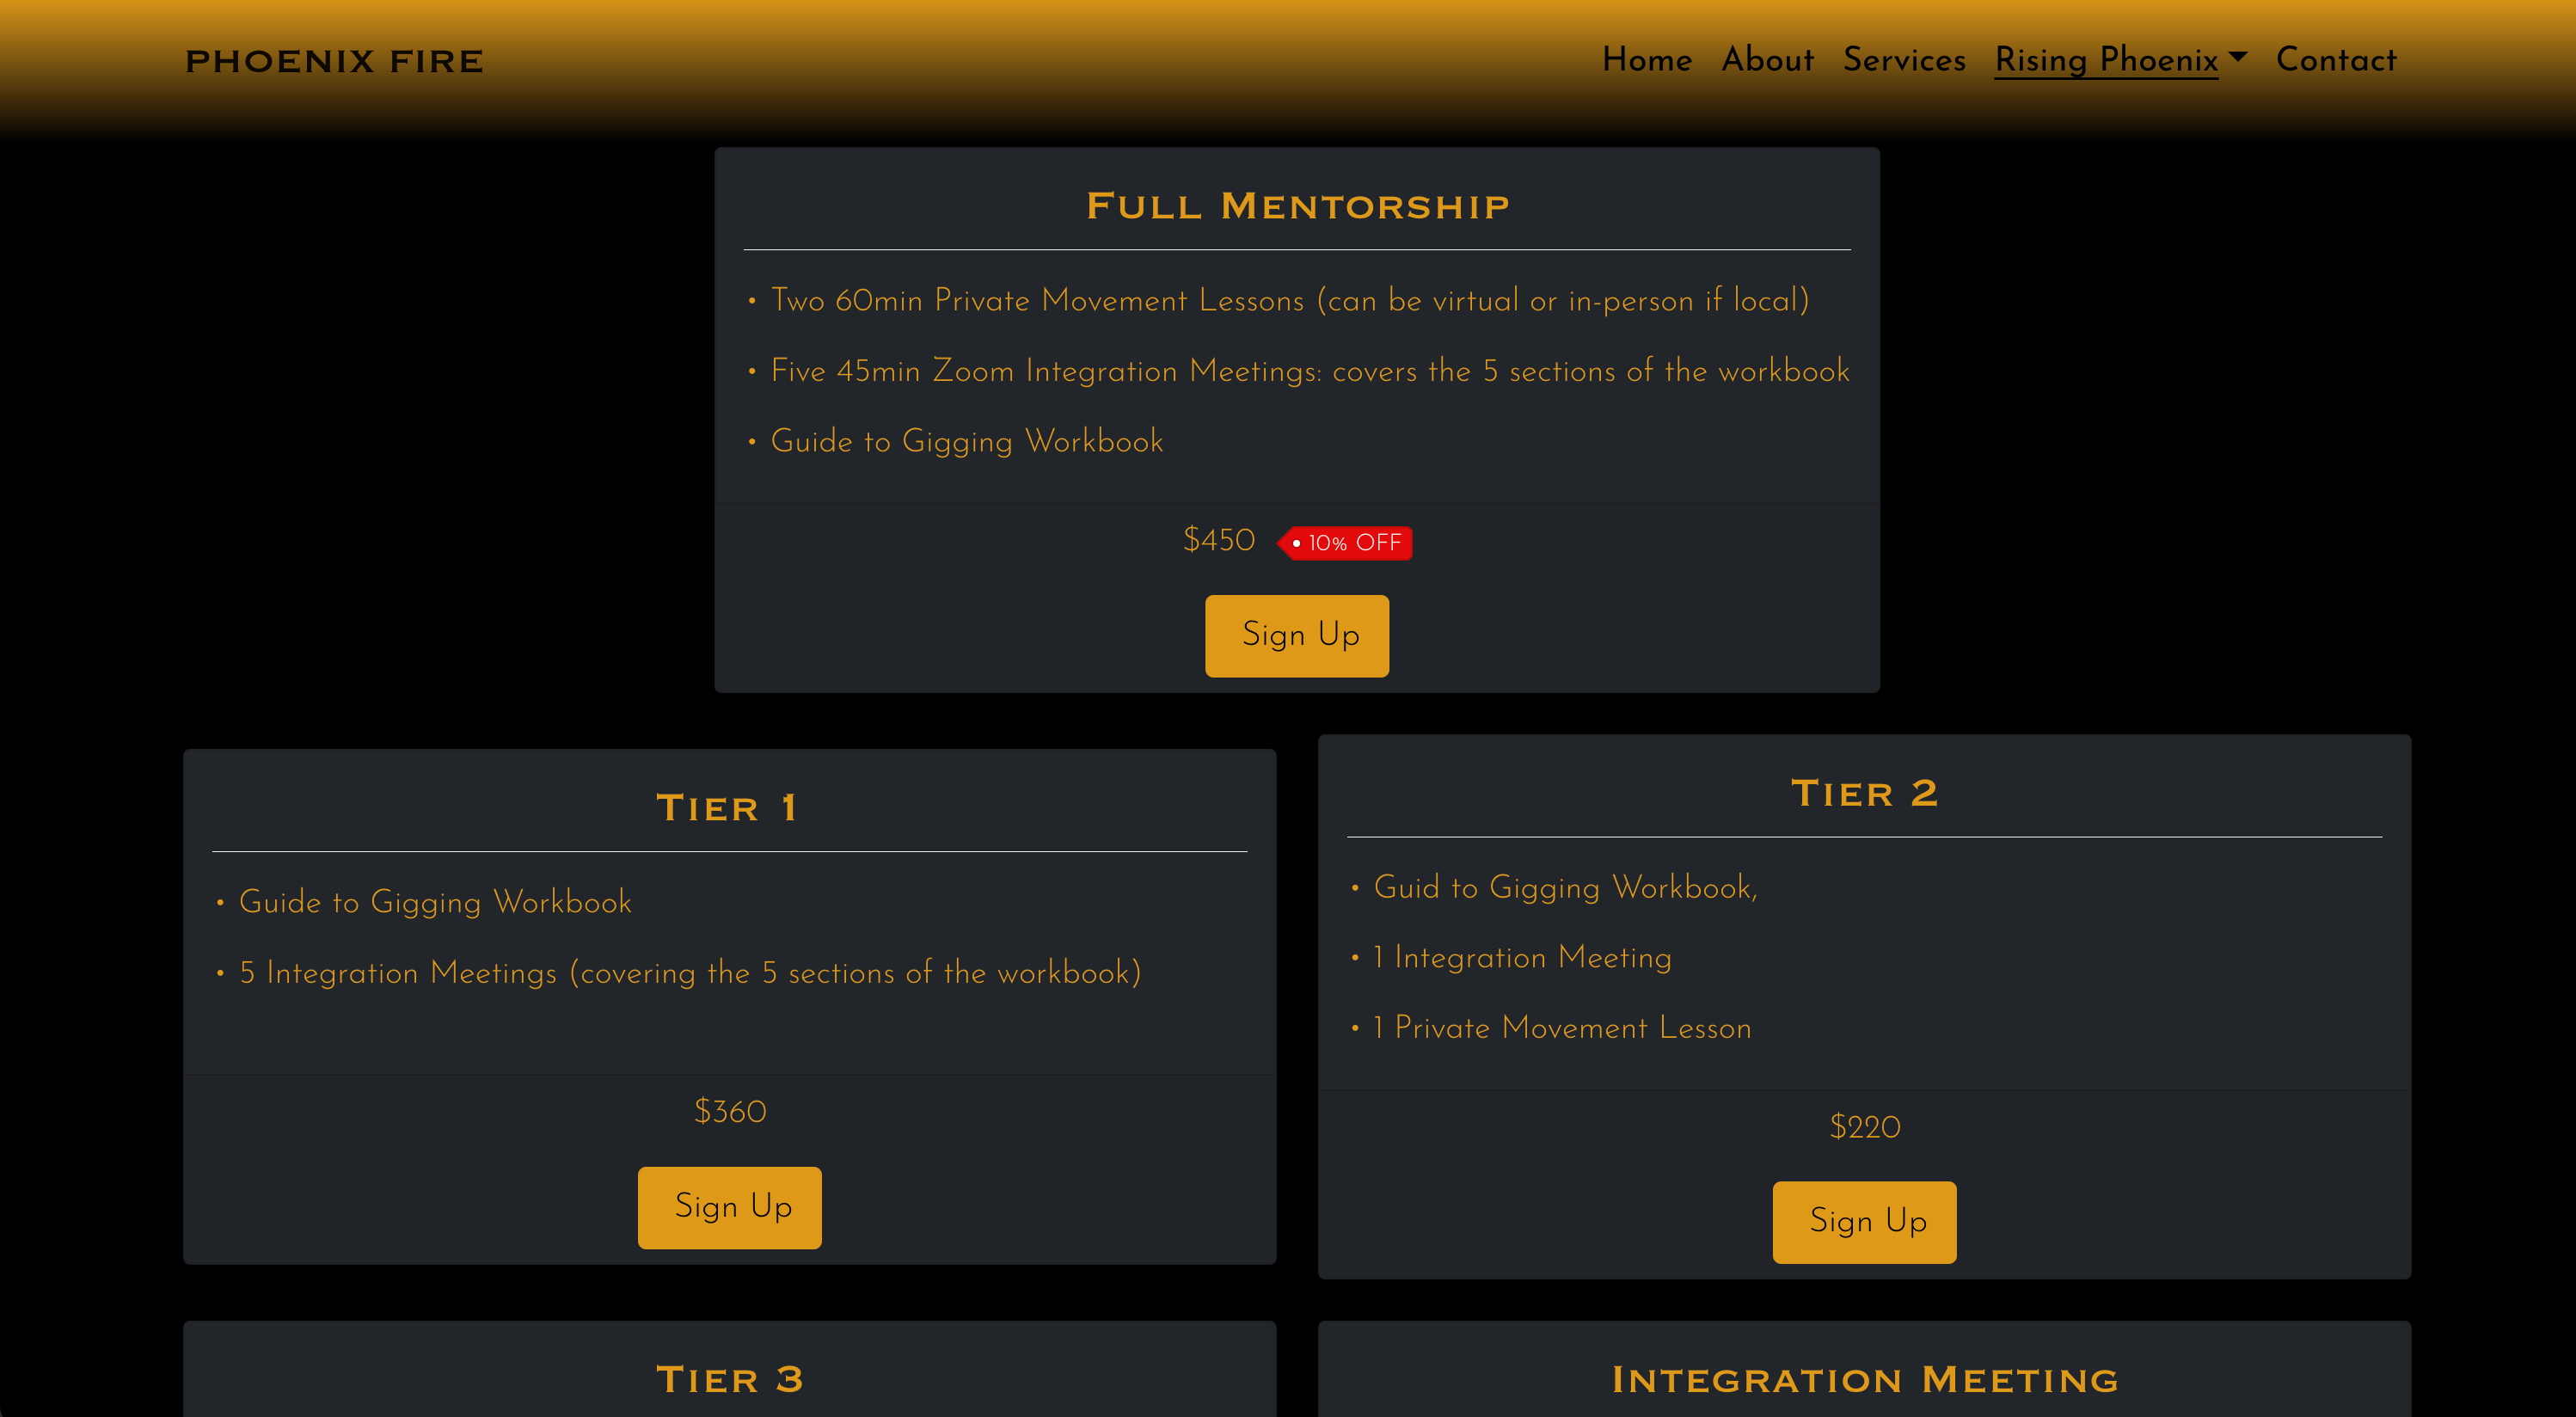 PHOENIX FIRE
Home About Services Rising Phoenix Contact
Full Mentorship
• Two 60min Private Movement Lessons (can be virtual or in-person if local)
• Five 45min Zoom Integration Meetings: covers the 5 sections of the workbook
• Guide to Gigging Workbook
$450 10% OFF
Sign Up
Tier 1
• Guide to Gigging Workbook
• 5 Integration Meetings (covering the 5 sections of the workbook)
$360
Sign Up
Tier 2
• Guid to Gigging Workbook,
• 1 Integration Meeting
• 1 Private Movement Lesson
$220
Sign Up
Tier 3
Integration Meeting